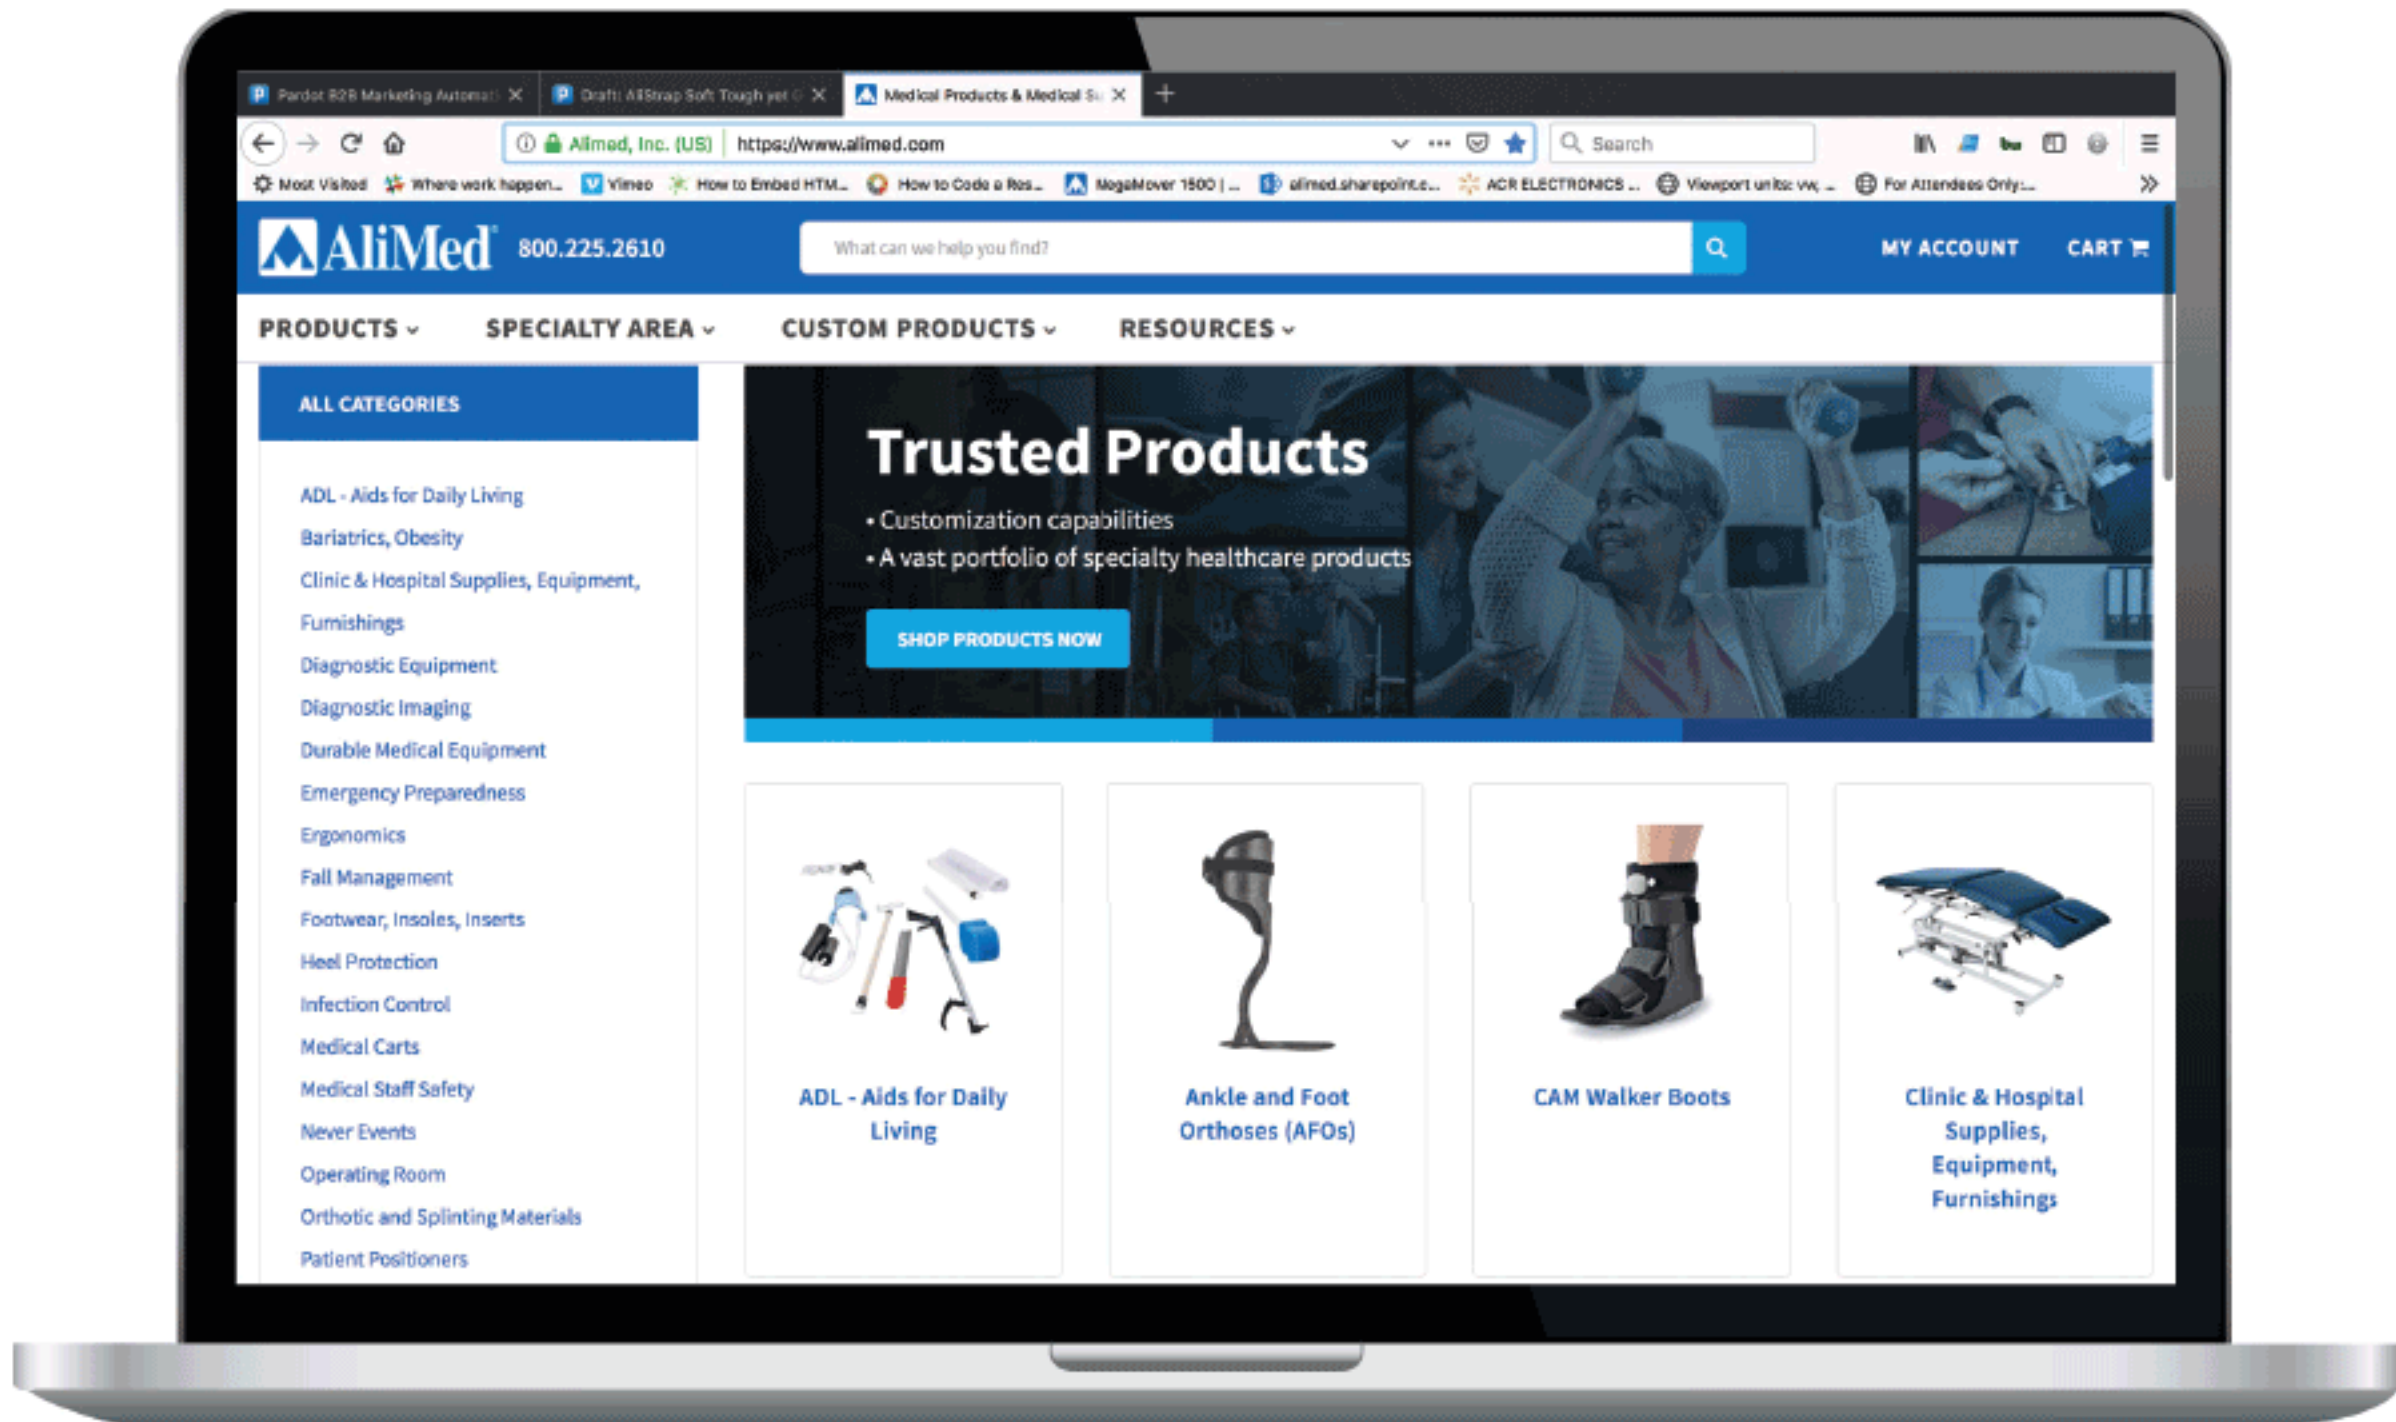 Pardot B2B Marketing Automati
Draft: AliStrap Soft Tough yet G
Medical Products & Medical Su
Alimed, Inc. (US)
https://www.alimed.com
Search
Most Visited
Where work happen...
Vimeo
How to Embed HTM...
How to Code a Res...
MegaMover 1500 | ...
alimed.sharepoint.c...
ACR ELECTRONICS ...
Viewport units: vw, ...
For Attendees Only:...
AliMed®
800.225.2610
What can we help you find?
MY ACCOUNT
CART
PRODUCTS
SPECIALTY AREA
CUSTOM PRODUCTS
RESOURCES
ALL CATEGORIES
ADL - Aids for Daily Living
Bariatrics, Obesity
Clinic & Hospital Supplies, Equipment,
Furnishings
Diagnostic Equipment
Diagnostic Imaging
Durable Medical Equipment
Emergency Preparedness
Ergonomics
Fall Management
Footwear, Insoles, Inserts
Heel Protection
Infection Control
Medical Carts
Medical Staff Safety
Never Events
Operating Room
Orthotic and Splinting Materials
Patient Positioners
Trusted Products
• Customization capabilities
• A vast portfolio of specialty healthcare products
SHOP PRODUCTS NOW
ADL - Aids for Daily
Living
Ankle and Foot
Orthoses (AFOs)
CAM Walker Boots
Clinic & Hospital
Supplies,
Equipment,
Furnishings